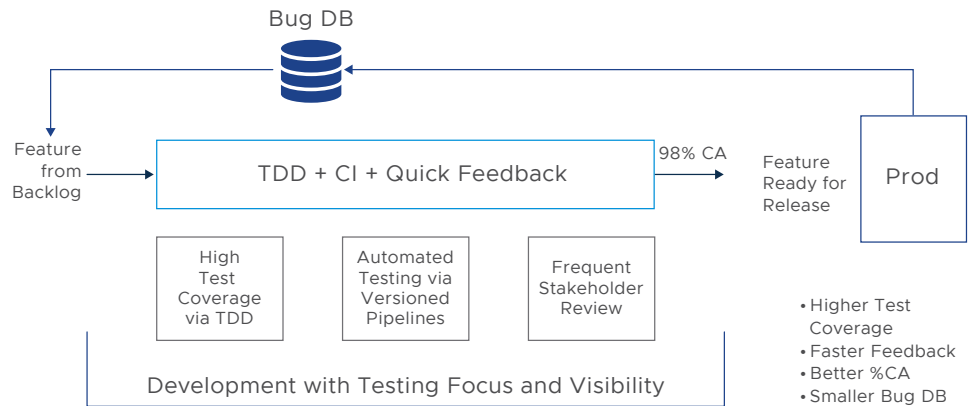 Bug DB
Feature
from
Backlog
TDD + CI + Quick Feedback
98% CA
Feature
Ready for
Release
Prod
High
Test
Coverage
via TDD
Automated
Testing via
Versioned
Pipelines
Frequent
Stakeholder
Review
Development with Testing Focus and Visibility
• Higher Test
Coverage
• Faster Feedback
• Better %CA
• Smaller Bug DB